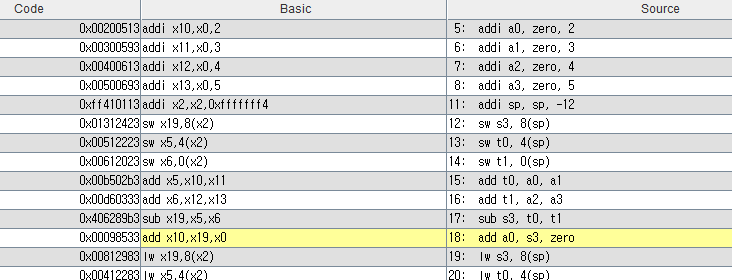 Code Basic Source
0x00200513 addi x10,x0,2 5: addi a0, zero, 2
0x00300593 addi x11,x0,3 6: addi a1, zero, 3
0x00400613 addi x12,x0,4 7: addi a2, zero, 4
0x00500693 addi x13,x0,5 8: addi a3, zero, 5
0xff410113 addi x2,x2,0xfffffff4 11: addi sp, sp, -12
0x01312423 sw x19,8(x2) 12: sw s3, 8(sp)
0x00512223 sw x5,4(x2) 13: sw t0, 4(sp)
0x00612023 sw x6,0(x2) 14: sw t1, 0(sp)
0x00b502b3 add x5,x10,x11 15: add t0, a0, a1
0x00d60333 add x6,x12,x13 16: add t1, a2, a3
0x406289b3 sub x19,x5,x6 17: sub s3, t0, t1
0x00098533 add x10,x19,x0 18: add a0, s3, zero
0x00812983 lw x19,8(x2) 19: lw s3, 8(sp)
0x00412283 lw x5,4(x2) 20: lw t0, 4(sp)